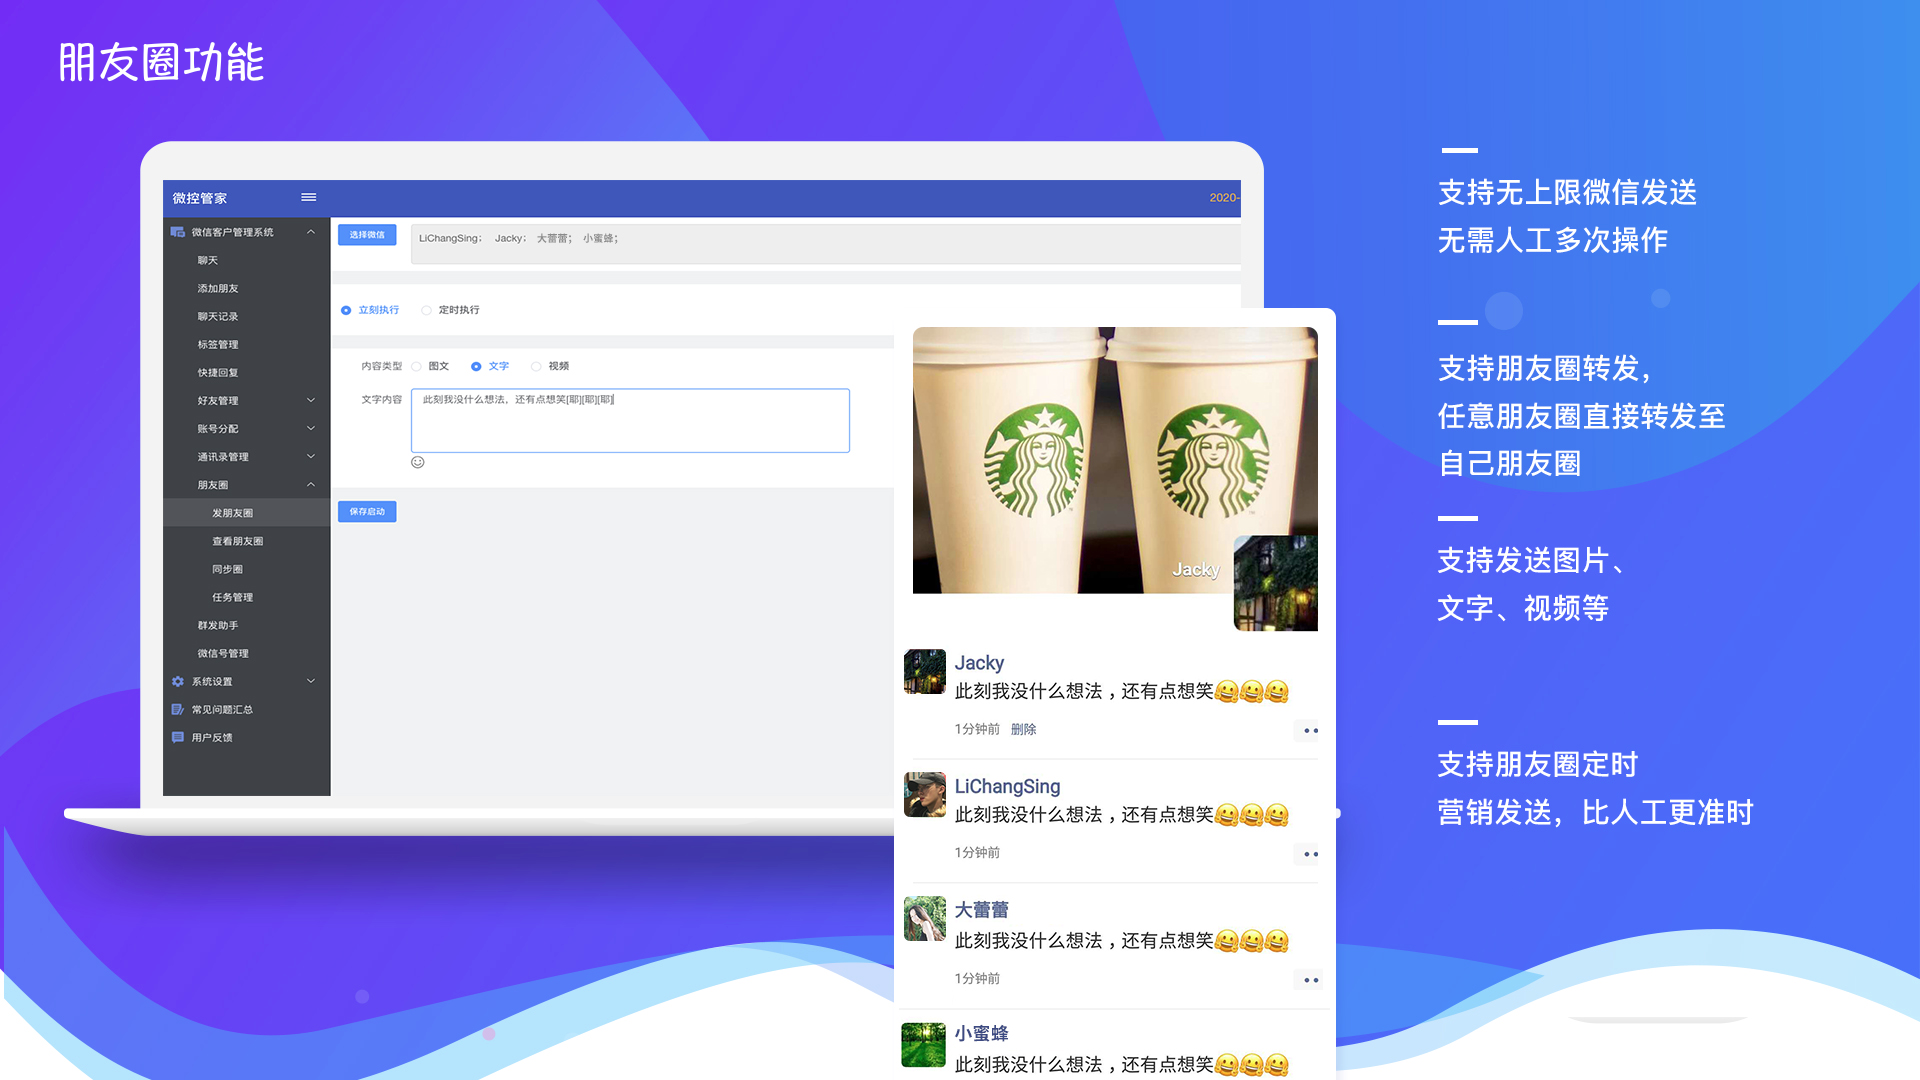 朋友圈功能
微控管家
2020-
微信客户管理系统
聊天
添加朋友
聊天记录
标签管理
快捷回复
好友管理
账号分配
通讯录管理
朋友圈
发朋友圈
查看朋友圈
同步圈
任务管理
群发助手
微信号管理
系统设置
常见问题汇总
用户反馈
选择微信
LiChangSing； Jacky； 大蕾蕾； 小蜜蜂；
立刻执行 定时执行
内容类型 图文 文字 视频
文字内容 此刻我没什么想法，还有点想笑[耶][耶][耶]
保存启动
Jacky
Jacky
此刻我没什么想法，还有点想笑🤗🤗🤗
1分钟前 删除
LiChangSing
此刻我没什么想法，还有点想笑🤗🤗🤗
1分钟前
大蕾蕾
此刻我没什么想法，还有点想笑🤗🤗🤗
1分钟前
小蜜蜂
此刻我没什么想法，还有点想笑🤗🤗🤗
支持无上限微信发送
无需人工多次操作
支持朋友圈转发，
任意朋友圈直接转发至
自己朋友圈
支持发送图片、
文字、视频等
支持朋友圈定时
营销发送，比人工更准时